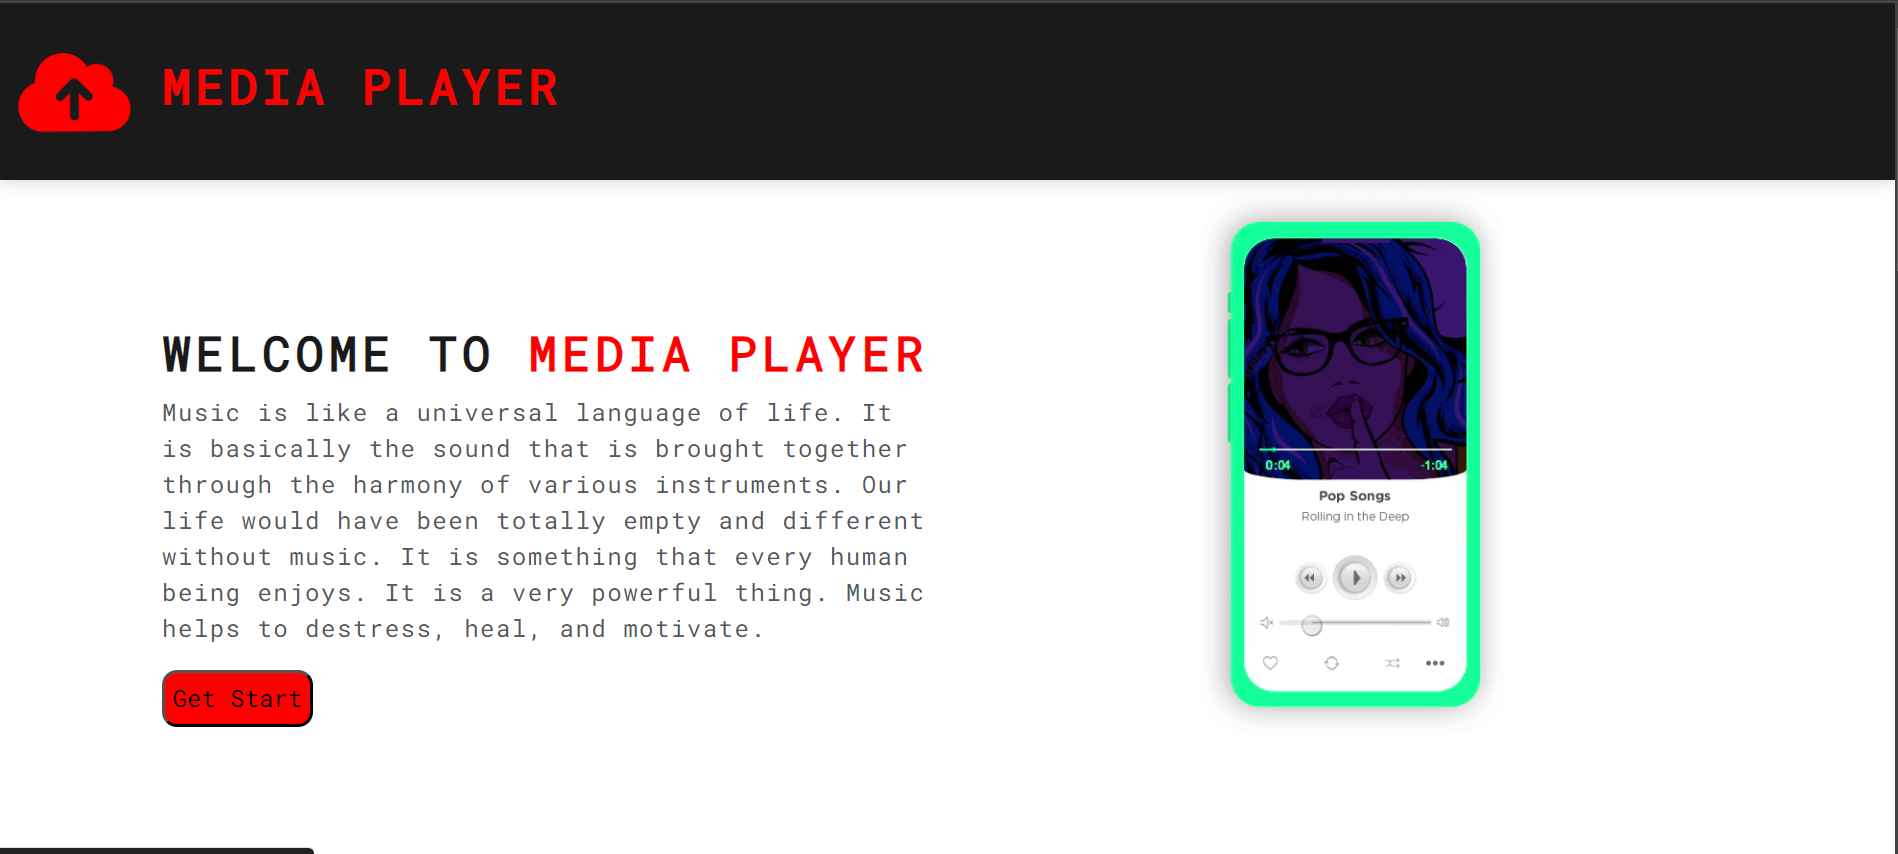 MEDIA PLAYER
WELCOME TO MEDIA PLAYER
Music is like a universal language of life. It
is basically the sound that is brought together
through the harmony of various instruments. Our
life would have been totally empty and different
without music. It is something that every human
being enjoys. It is a very powerful thing. Music
helps to destress, heal, and motivate.
Get Start
0:04 -1:04
Pop Songs
Rolling in the Deep